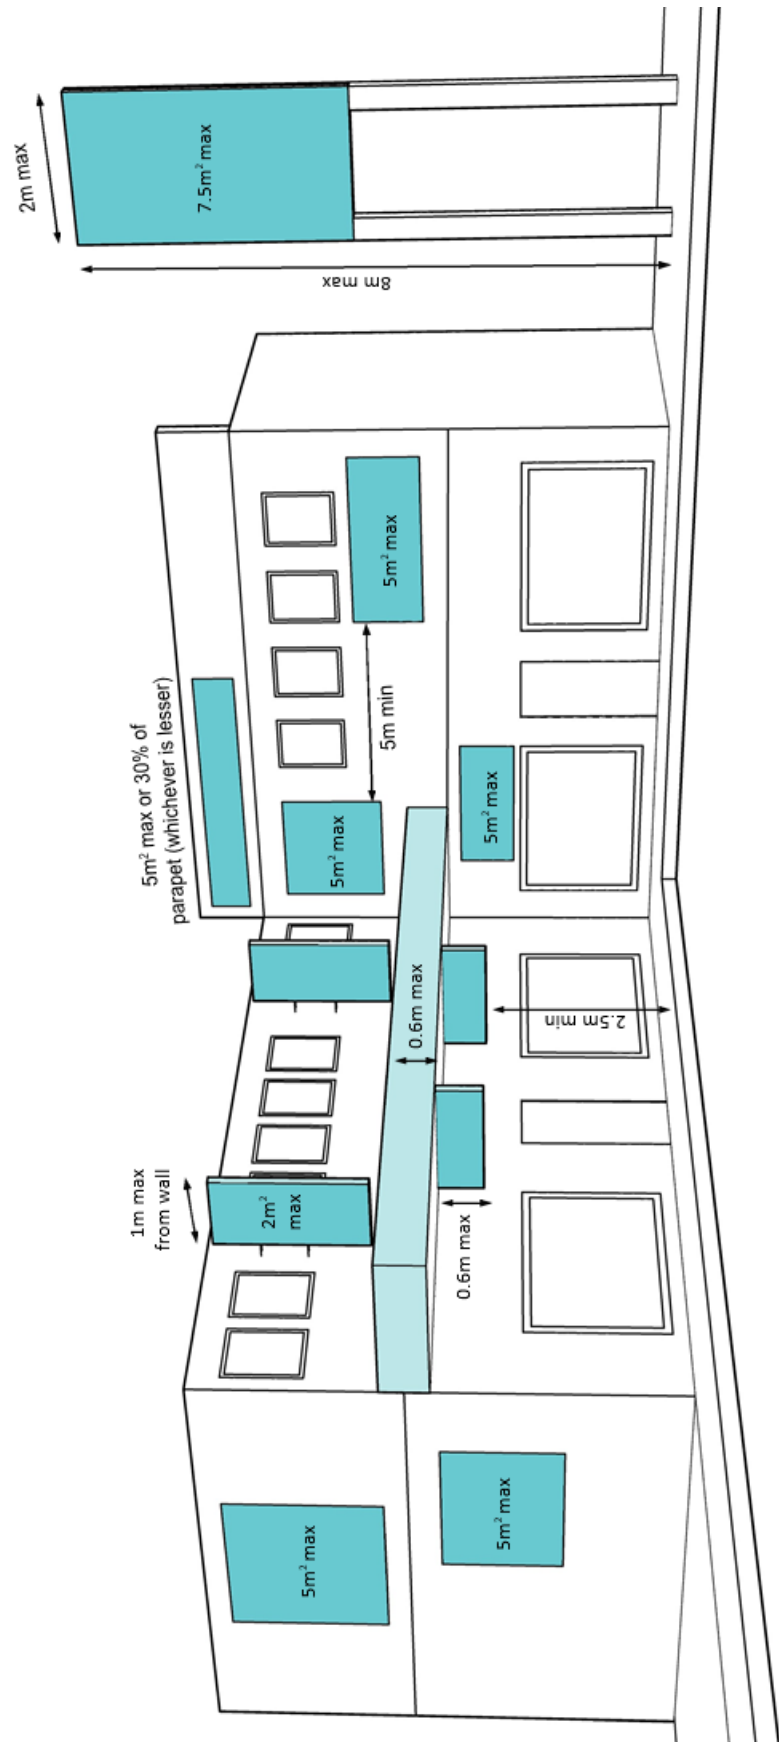 2m max
1m max
from wall
5m² max or 30% of
parapet (whichever is lesser)
7.5m² max
2m²
max
5m² max
5m² max
8m max
5m min
5m² max
0.6m max
0.6m max
5m² max
5m² max
2.5m min